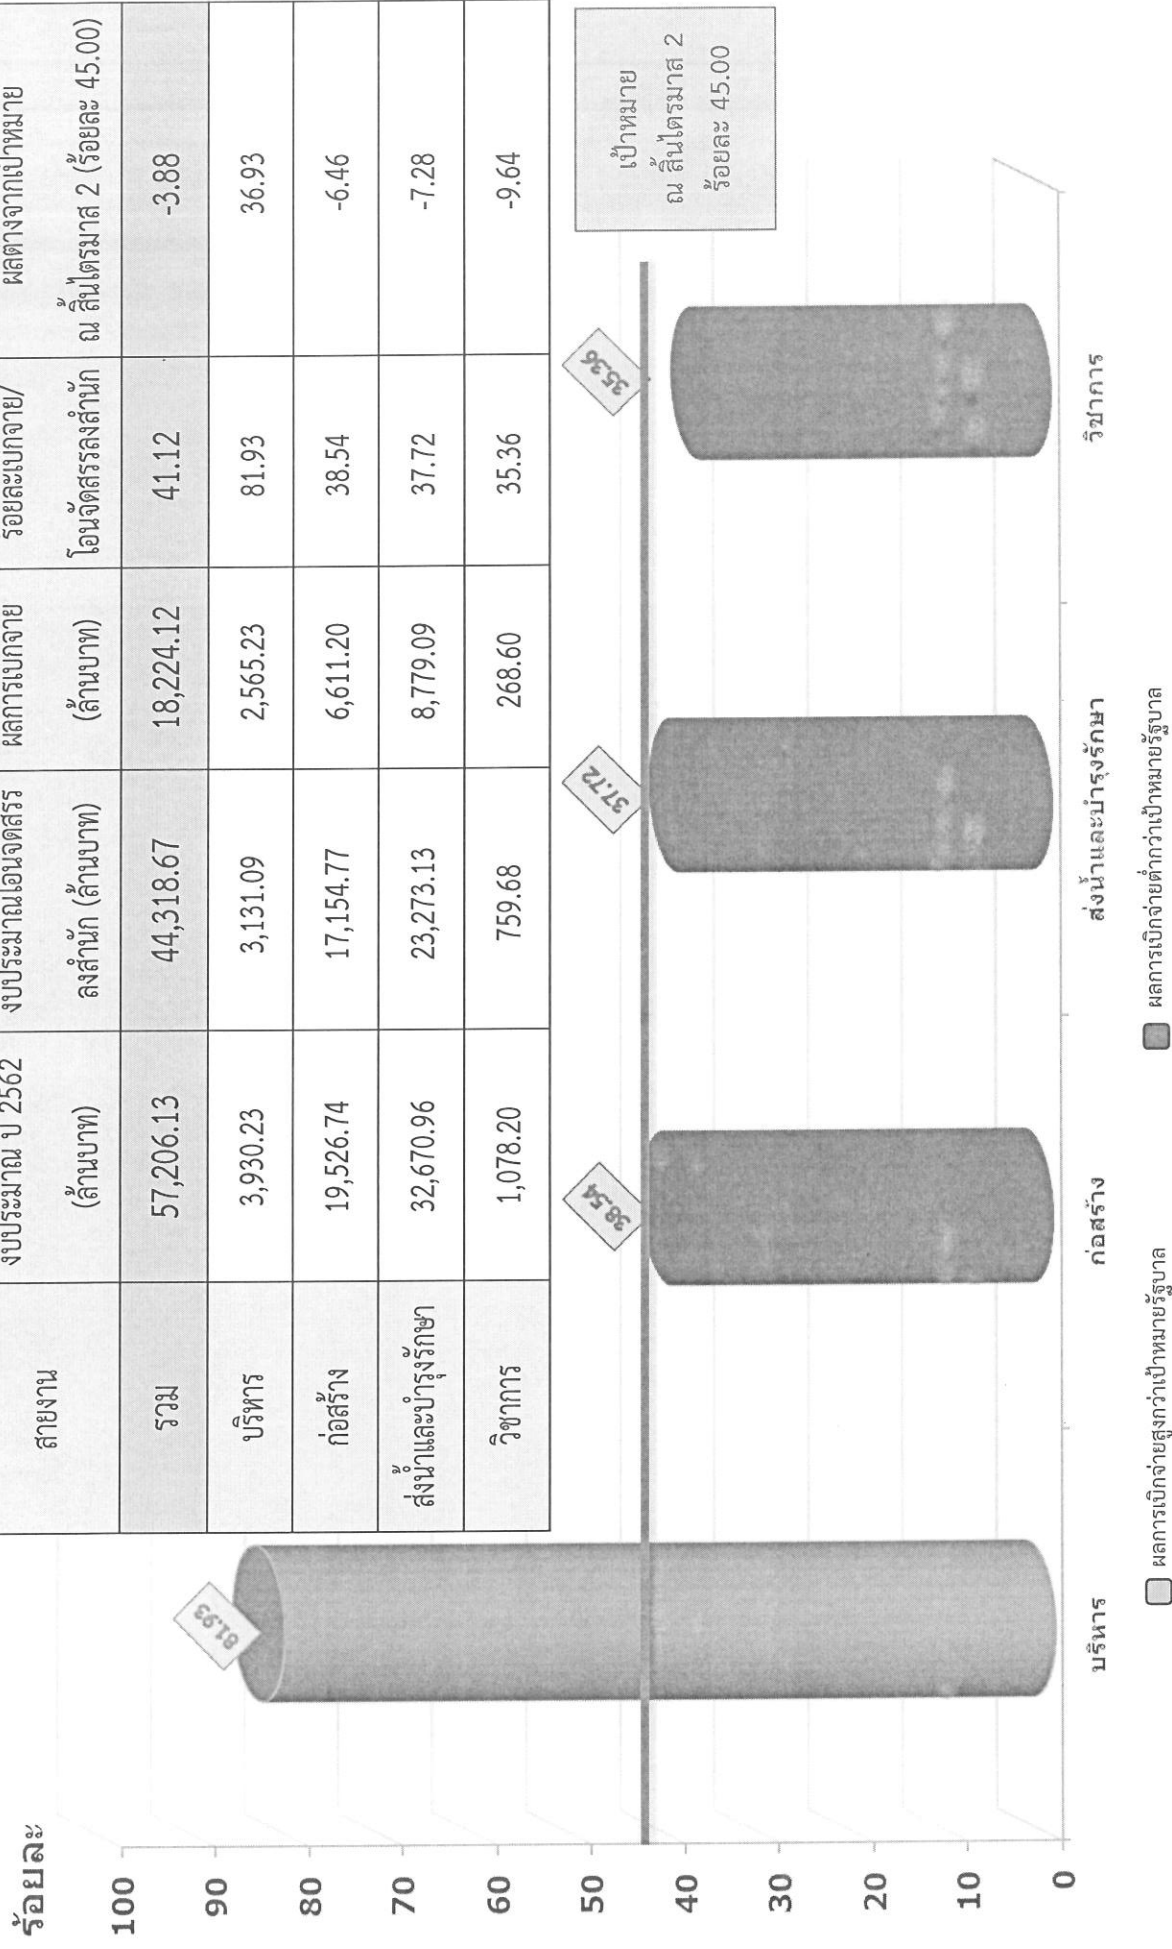 สายงาน
งบประมาณ ปี 2562
(ล้านบาท)
งบประมาณโอนจัดสรร
ลงสำนัก (ล้านบาท)
ผลการเบิกจ่าย
(ล้านบาท)
ร้อยละเบิกจ่าย/
โอนจัดสรรลงสำนัก
ผลต่างจากเป้าหมาย
ณ สิ้นไตรมาส 2 (ร้อยละ 45.00)
รวม 57,206.13 44,318.67 18,224.12 41.12 -3.88
บริหาร 3,930.23 3,131.09 2,565.23 81.93 36.93
ก่อสร้าง 19,526.74 17,154.77 6,611.20 38.54 -6.46
ส่งน้ำและบำรุงรักษา 32,670.96 23,273.13 8,779.09 37.72 -7.28
วิชาการ 1,078.20 759.68 268.60 35.36 -9.64
เป้าหมาย
ณ สิ้นไตรมาส 2
ร้อยละ 45.00
ร้อยละ
100
90
80
70
60
50
40
30
20
10
0
81.93
38.54
37.72
35.36
บริหาร ก่อสร้าง ส่งน้ำและบำรุงรักษา วิชาการ
ผลการเบิกจ่ายสูงกว่าเป้าหมายรัฐบาล ผลการเบิกจ่ายต่ำกว่าเป้าหมายรัฐบาล